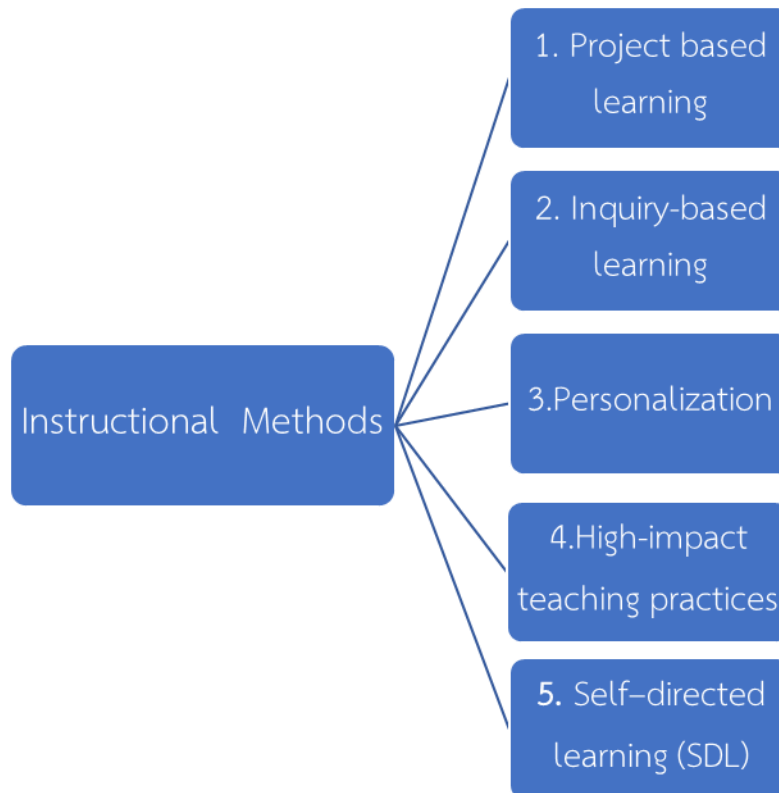 1. Project based
learning
2. Inquiry-based
learning
3.Personalization
Instructional Methods
4.High-impact
teaching practices
5. Self–directed
learning (SDL)